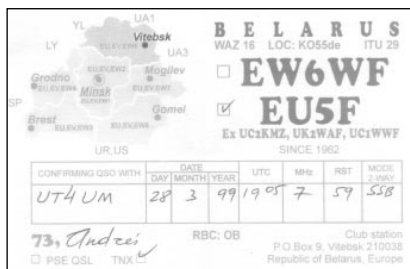 BELARUS
WAZ 16 LOC: KO55de ITU 29
EW6WF
EU5F
Ex UC2KMZ, UK2WAF, UC1WWF
SINCE 1962
YL
UA1
LY
Vitebsk
UA3
Grodno
Minsk
Mogilev
SP
Brest
Gomel
UR,US
CONFIRMING QSO WITH DATE UTC MHz RST MODE 2-WAY
DAY MONTH YEAR
UT4UM 28 3 99 1905 7 59 SSB
73, Andrei RBC: OB Club station
P.O.Box 9, Vitebsk 210038
PSE QSL TNX Republic of Belarus, Europe